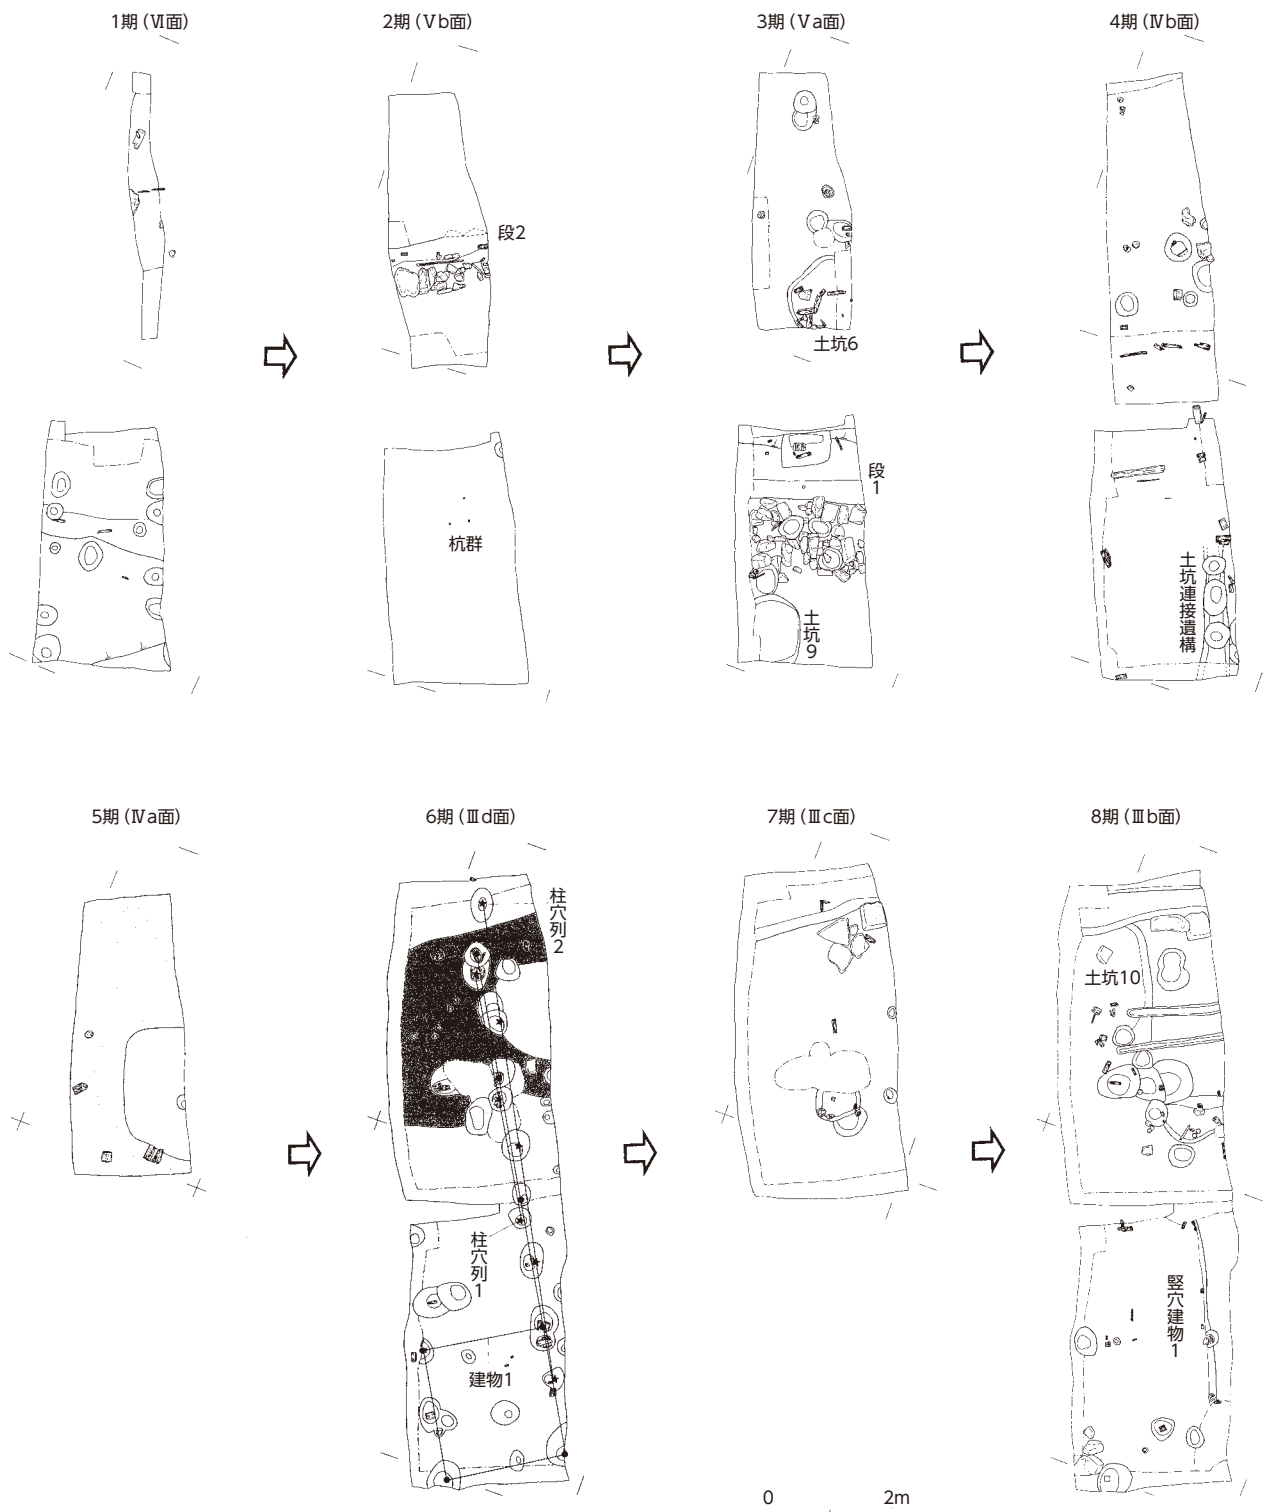 1期（Ⅵ面）
2期（Ⅴb面）
3期（Ⅴa面）
4期（Ⅳb面）
段2
土坑6
段1
杭群
土坑9
土坑連接遺構
5期（Ⅳa面）
6期（Ⅲd面）
7期（Ⅲc面）
8期（Ⅲb面）
柱穴列2
土坑10
柱穴列1
竪穴建物1
建物1
0 2m